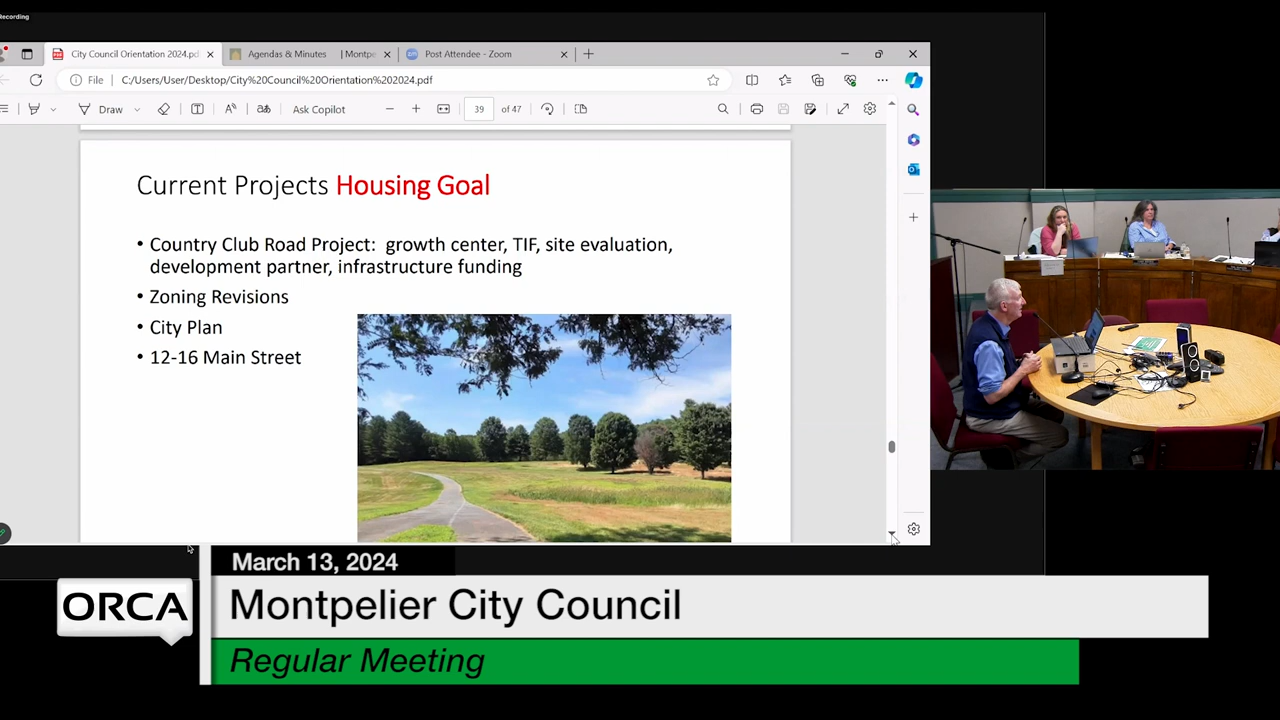 Recording
City Council Orientation 2024.pd
Agendas & Minutes | Montpe
Post Attendee - Zoom
File C:/Users/User/Desktop/City%20Council%20Orientation%202024.pdf
Draw Ask Copilot 39 of 47
Current Projects Housing Goal
• Country Club Road Project: growth center, TIF, site evaluation,
development partner, infrastructure funding
• Zoning Revisions
• City Plan
• 12-16 Main Street
March 13, 2024
ORCA
Montpelier City Council
Regular Meeting